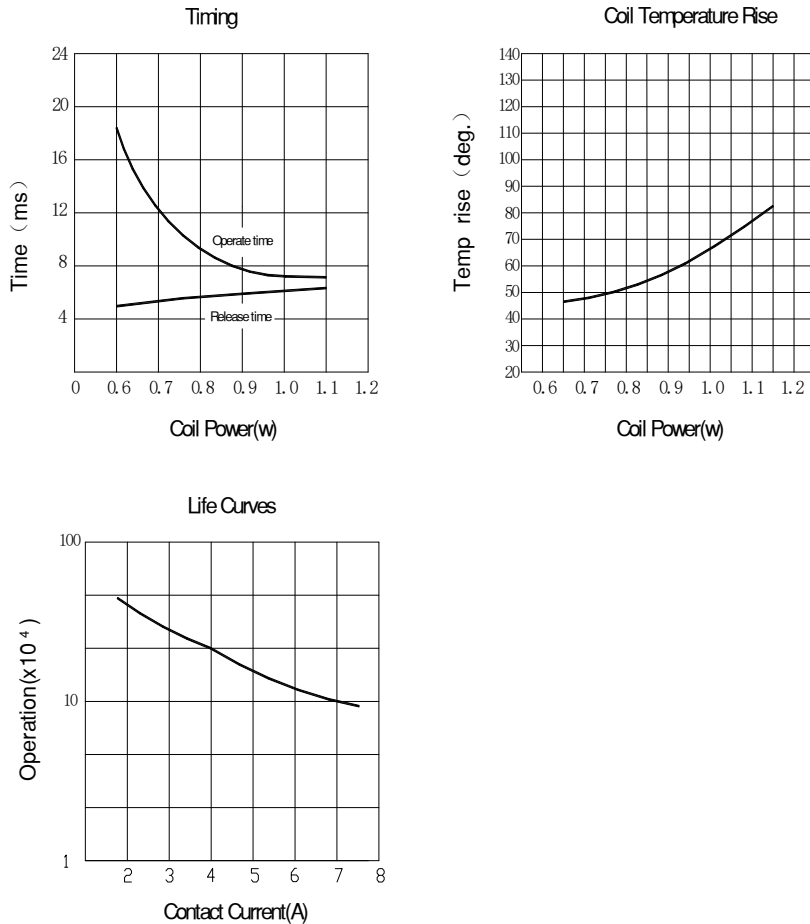 Timing
24
20
16
12
8
4
0 0.6 0.7 0.8 0.9 1.0 1.1 1.2
Time（ms）
Operate time
Release time
Coil Power(w)
Coil Temperature Rise
140
130
120
110
100
90
80
70
60
50
40
30
20
0.6 0.7 0.8 0.9 1.0 1.1 1.2
Temp rise（deg.）
Coil Power(w)
Life Curves
100
10
1
2 3 4 5 6 7 8
Operation(x10⁴)
Contact Current(A)